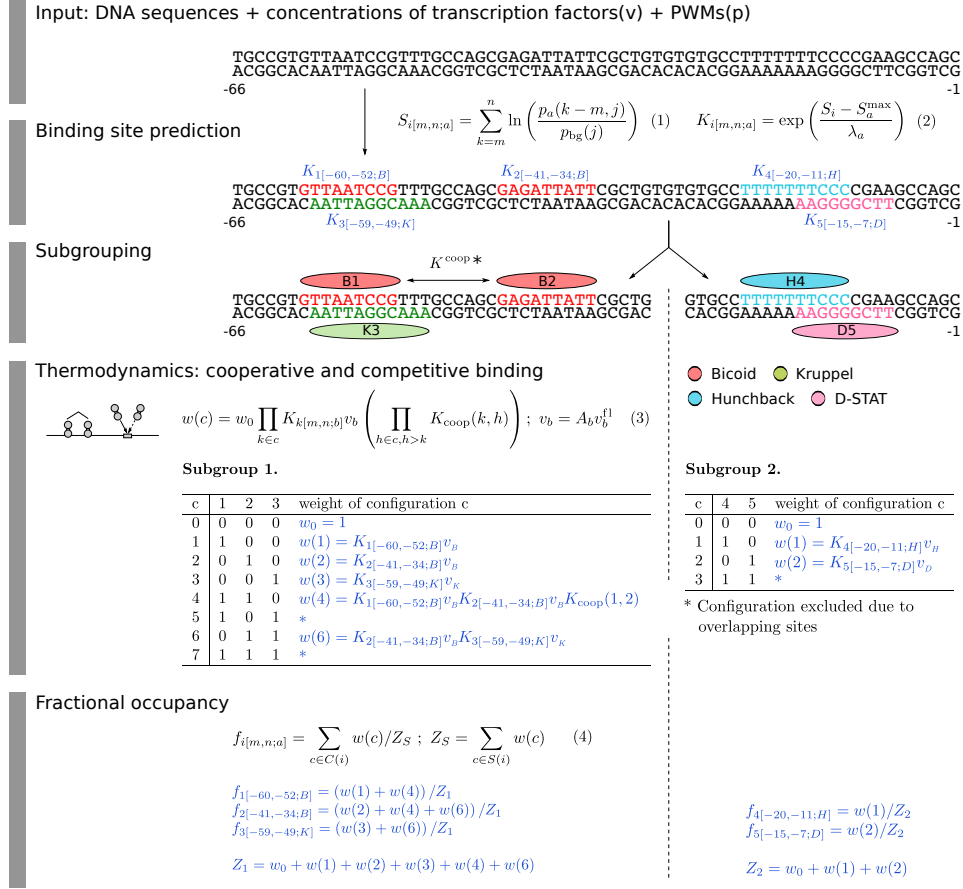 Input: DNA sequences + concentrations of transcription factors(v) + PWMs(p)
TGCCGTGTTAATCCGTTTGCCAGCGAGATTATTCGCTGTGTGTGCCTTTTTTTCCCCGAAGCCAGC
ACGGCACAATTAGGCAAACGGTCGCTCTAATAAGCGACACACACGGAAAAAAAGGGGCTTCGGTCG
-66 -1
S_{i[m,n;a]} = \sum_{k=m}^{n} ln ( p_a(k − m, j) / p_bg(j) ) (1) K_{i[m,n;a]} = exp ( (S_i − S_a^max) / λ_a ) (2)
Binding site prediction
K_{1[−60,−52;B]} K_{2[−41,−34;B]} K_{4[−20,−11;H]}
TGCCGTGTTAATCCGTTTGCCAGCGAGATTATTCGCTGTGTGTGCCTTTTTTTCCCCGAAGCCAGC
ACGGCACAATTAGGCAAACGGTCGCTCTAATAAGCGACACACACGGAAAAAAAGGGGCTTCGGTCG
-66 K_{3[−59,−49;K]} K_{5[−15,−7;D]} -1
Subgrouping
K^coop *
B1 B2 H4
TGCCGTGTTAATCCGTTTGCCAGCGAGATTATTCGCTG GTGCCTTTTTTTCCCCGAAGCCAGC
ACGGCACAATTAGGCAAACGGTCGCTCTAATAAGCGAC CACGGAAAAAAAGGGGCTTCGGTCG
-66 K3 D5 -1
Thermodynamics: cooperative and competitive binding
Bicoid Kruppel
Hunchback D-STAT
w(c) = w_0 \prod_{k∈c} K_{k[m,n;b]} v_b ( \prod_{h∈c,h>k} K_coop(k, h) ) ; v_b = A_b v_b^fl (3)
Subgroup 1.
c 1 2 3 weight of configuration c
0 0 0 0 w_0 = 1
1 1 0 0 w(1) = K_{1[−60,−52;B]} v_B
2 0 1 0 w(2) = K_{2[−41,−34;B]} v_B
3 0 0 1 w(3) = K_{3[−59,−49;K]} v_K
4 1 1 0 w(4) = K_{1[−60,−52;B]} v_B K_{2[−41,−34;B]} v_B K_coop(1, 2)
5 1 0 1 *
6 0 1 1 w(6) = K_{2[−41,−34;B]} v_B K_{3[−59,−49;K]} v_K
7 1 1 1 *
Subgroup 2.
c 4 5 weight of configuration c
0 0 0 w_0 = 1
1 1 0 w(1) = K_{4[−20,−11;H]} v_H
2 0 1 w(2) = K_{5[−15,−7;D]} v_D
3 1 1 *
* Configuration excluded due to
overlapping sites
Fractional occupancy
f_{i[m,n;a]} = \sum_{c∈C(i)} w(c)/Z_S ; Z_S = \sum_{c∈S(i)} w(c) (4)
f_{1[−60,−52;B]} = (w(1) + w(4)) /Z_1
f_{2[−41,−34;B]} = (w(2) + w(4) + w(6)) /Z_1
f_{3[−59,−49;K]} = (w(3) + w(6)) /Z_1
Z_1 = w_0 + w(1) + w(2) + w(3) + w(4) + w(6)
f_{4[−20,−11;H]} = w(1)/Z_2
f_{5[−15,−7;D]} = w(2)/Z_2
Z_2 = w_0 + w(1) + w(2)